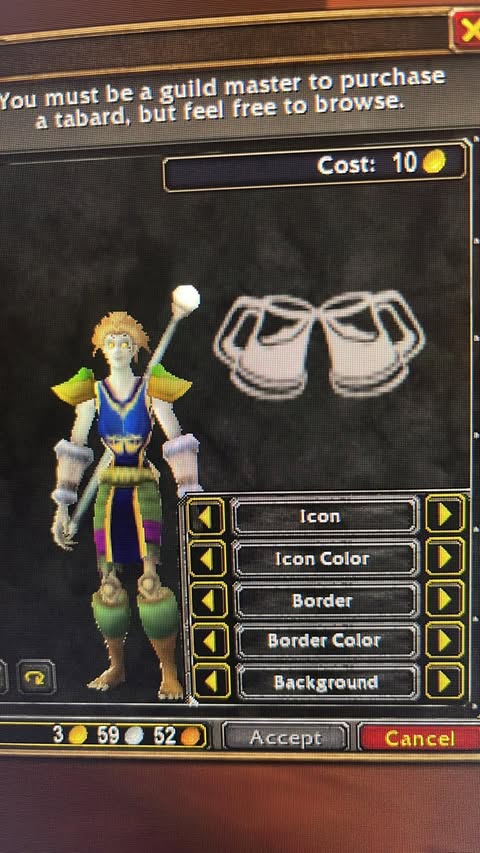 You must be a guild master to purchase
a tabard, but feel free to browse.
Cost: 10
Icon
Icon Color
Border
Border Color
Background
3 59 52
Accept
Cancel